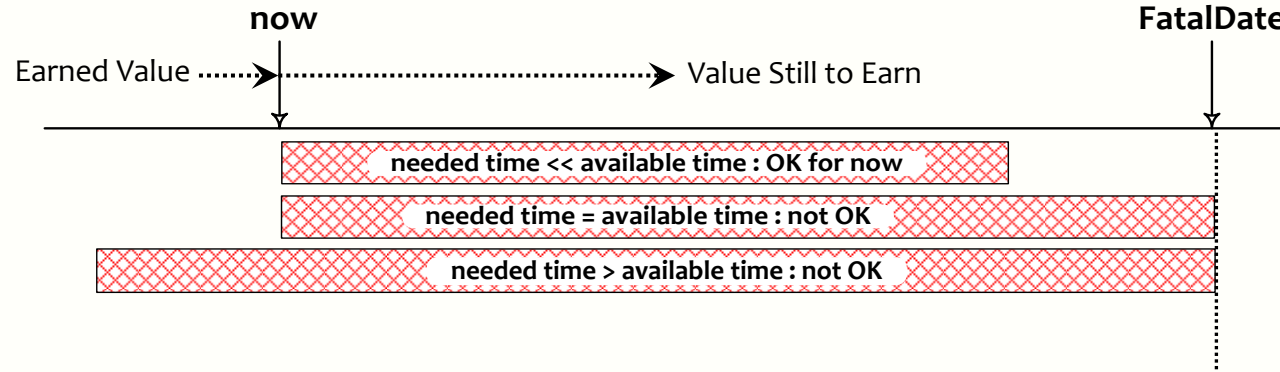 now
FatalDate
Earned Value
Value Still to Earn
needed time << available time : OK for now
needed time = available time : not OK
needed time > available time : not OK